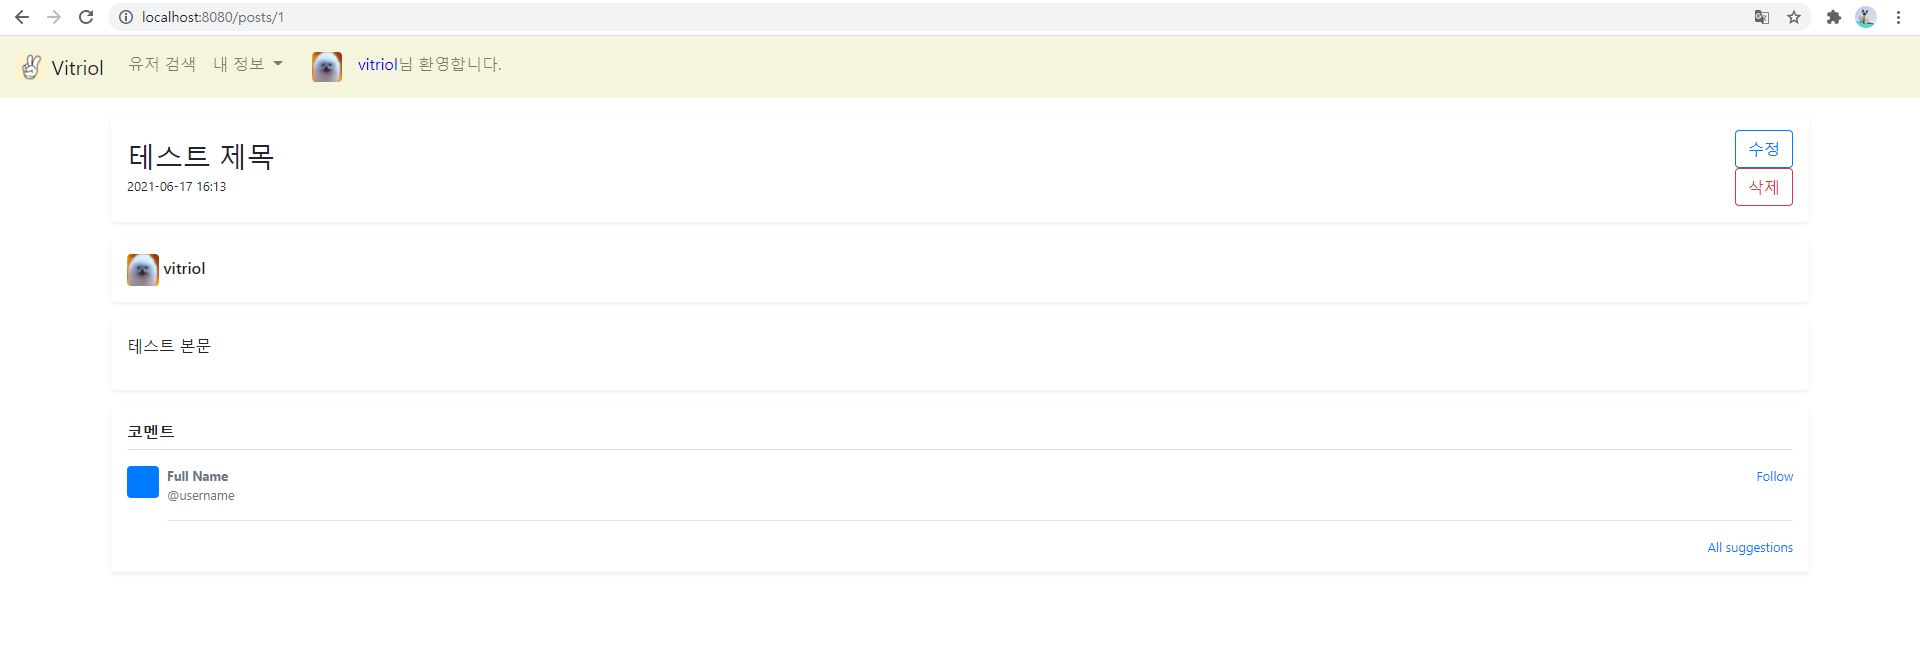 localhost:8080/posts/1
Vitriol 유저 검색 내 정보 vitriol님 환영합니다.
테스트 제목
2021-06-17 16:13
수정
삭제
vitriol
테스트 본문
코멘트
Full Name Follow
@username
All suggestions